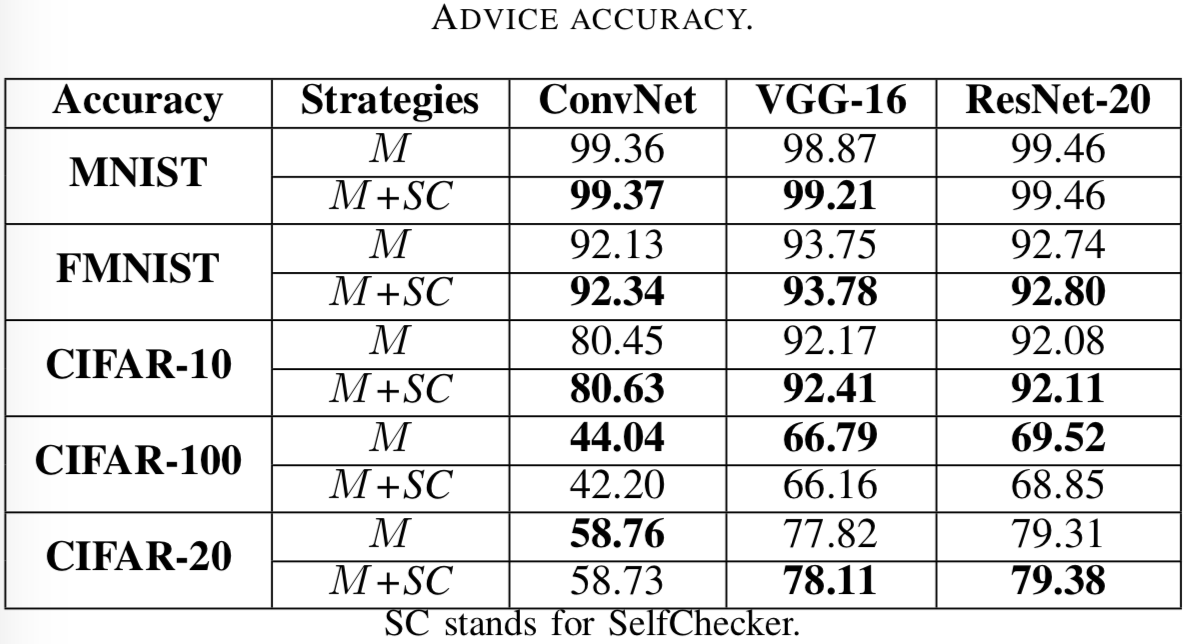 ADVICE ACCURACY.
Accuracy Strategies ConvNet VGG-16 ResNet-20
MNIST M 99.36 98.87 99.46
M+SC 99.37 99.21 99.46
FMNIST M 92.13 93.75 92.74
M+SC 92.34 93.78 92.80
CIFAR-10 M 80.45 92.17 92.08
M+SC 80.63 92.41 92.11
CIFAR-100 M 44.04 66.79 69.52
M+SC 42.20 66.16 68.85
CIFAR-20 M 58.76 77.82 79.31
M+SC 58.73 78.11 79.38
SC stands for SelfChecker.